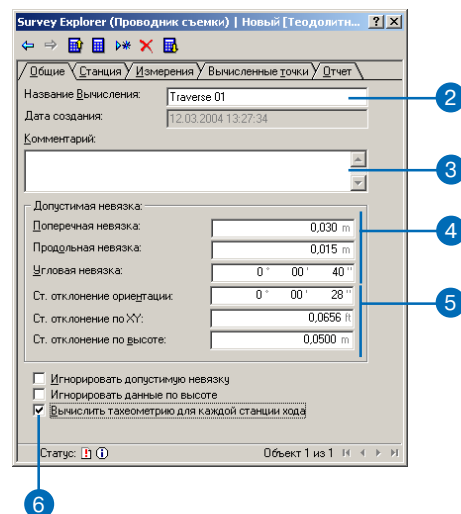 Survey Explorer (Проводник съемки) | Новый [Теодолитн...
Общие Станция Измерения Вычисленные точки Отчет
Название Вычисления: Traverse 01
2
Дата создания: 12.03.2004 13:27:34
Комментарий:
3
Допустимая невязка:
Поперечная невязка: 0,030 m
4
Продольная невязка: 0,015 m
Угловая невязка: 0 ° 00 ' 40 "
Ст. отклонение ориентации: 0 ° 00 ' 28 "
5
Ст. отклонение по XY: 0,0656 ft
Ст. отклонение по высоте: 0,0500 m
Игнорировать допустимую невязку
Игнорировать данные по высоте
Вычислить тахеометрию для каждой станции хода
Статус: Объект 1 из 1
6